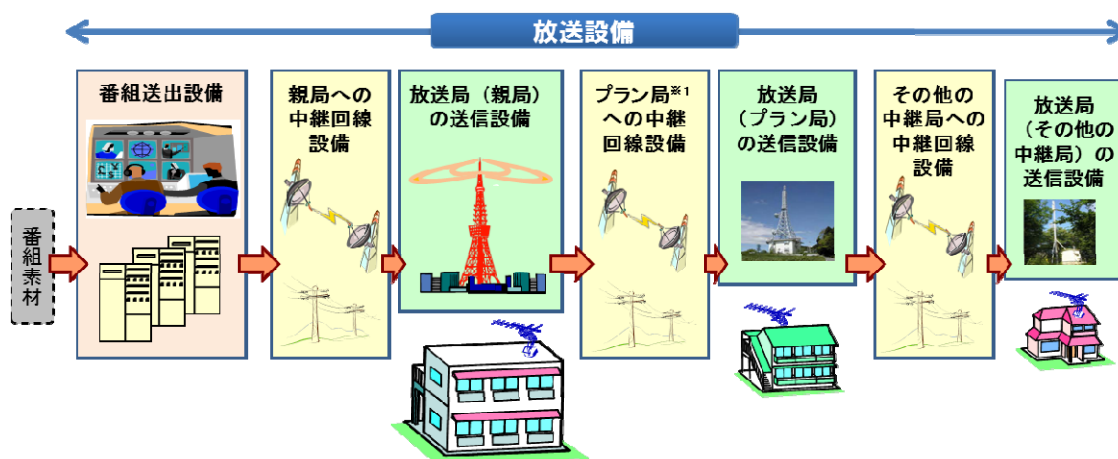 放送設備
番組素材
番組送出設備
親局への
中継回線
設備
放送局（親局）
の送信設備
プラン局※1
への中継
回線設備
放送局
（プラン局）
の送信設備
その他の
中継局への
中継回線
設備
放送局
（その他の
中継局）の
送信設備